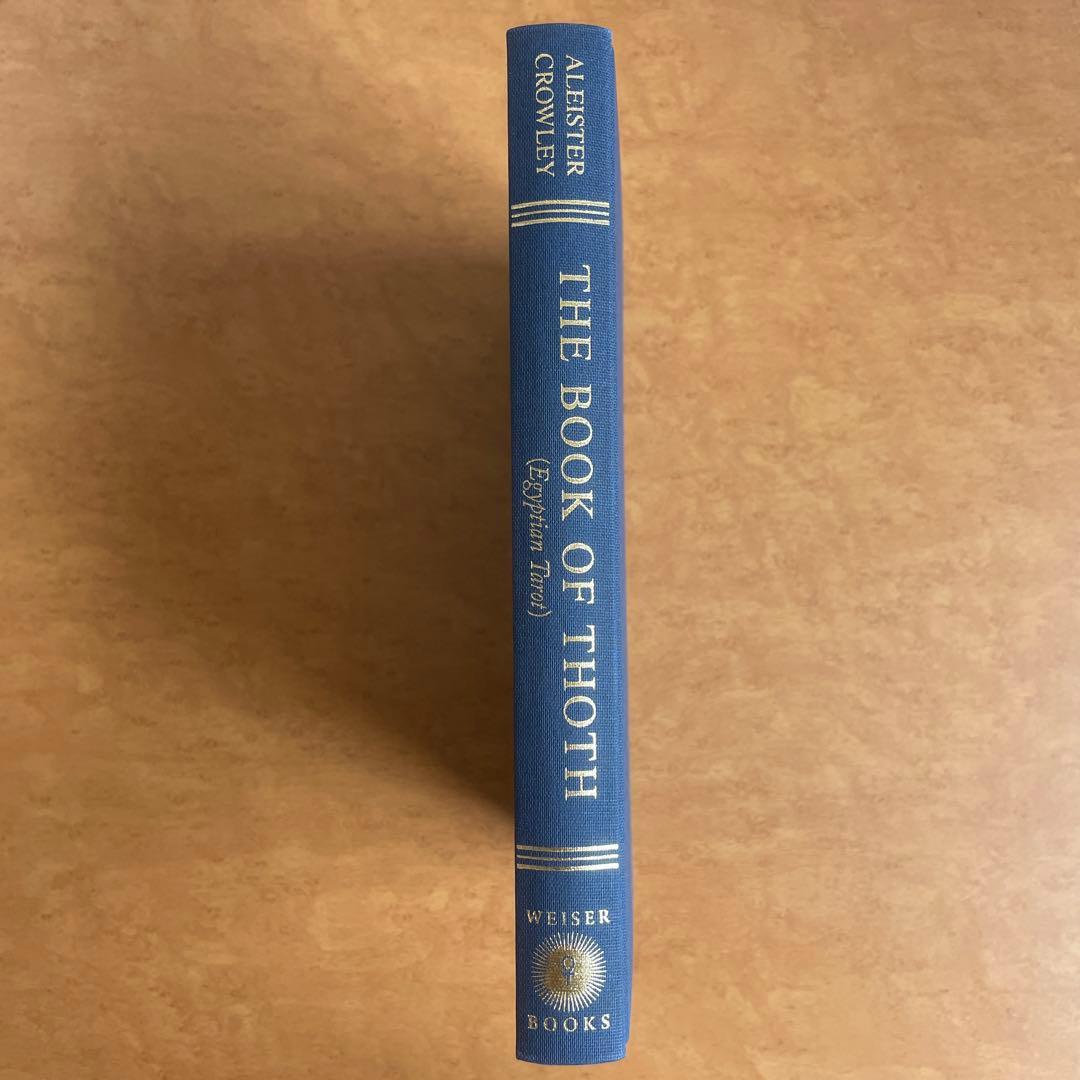 ALEISTER
CROWLEY
THE BOOK OF THOTH
(Egyptian Tarot)
WEISER
BOOKS